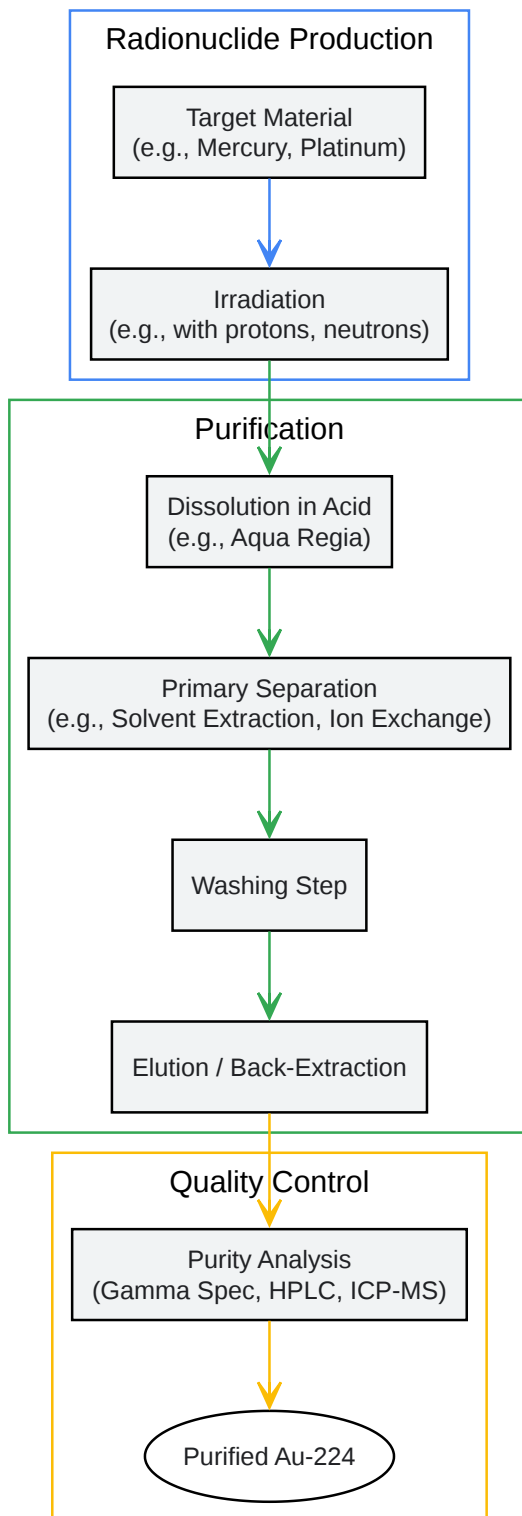 Radionuclide Production
Target Material
(e.g., Mercury, Platinum)
Irradiation
(e.g., with protons, neutrons)
Purification
Dissolution in Acid
(e.g., Aqua Regia)
Primary Separation
(e.g., Solvent Extraction, Ion Exchange)
Washing Step
Elution / Back-Extraction
Quality Control
Purity Analysis
(Gamma Spec, HPLC, ICP-MS)
Purified Au-224